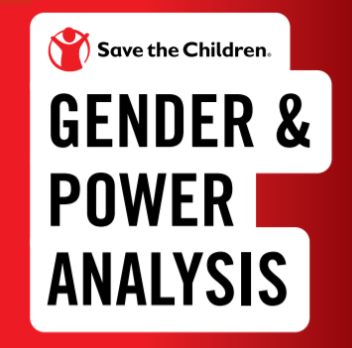 Save the Children.
GENDER &
POWER
ANALYSIS